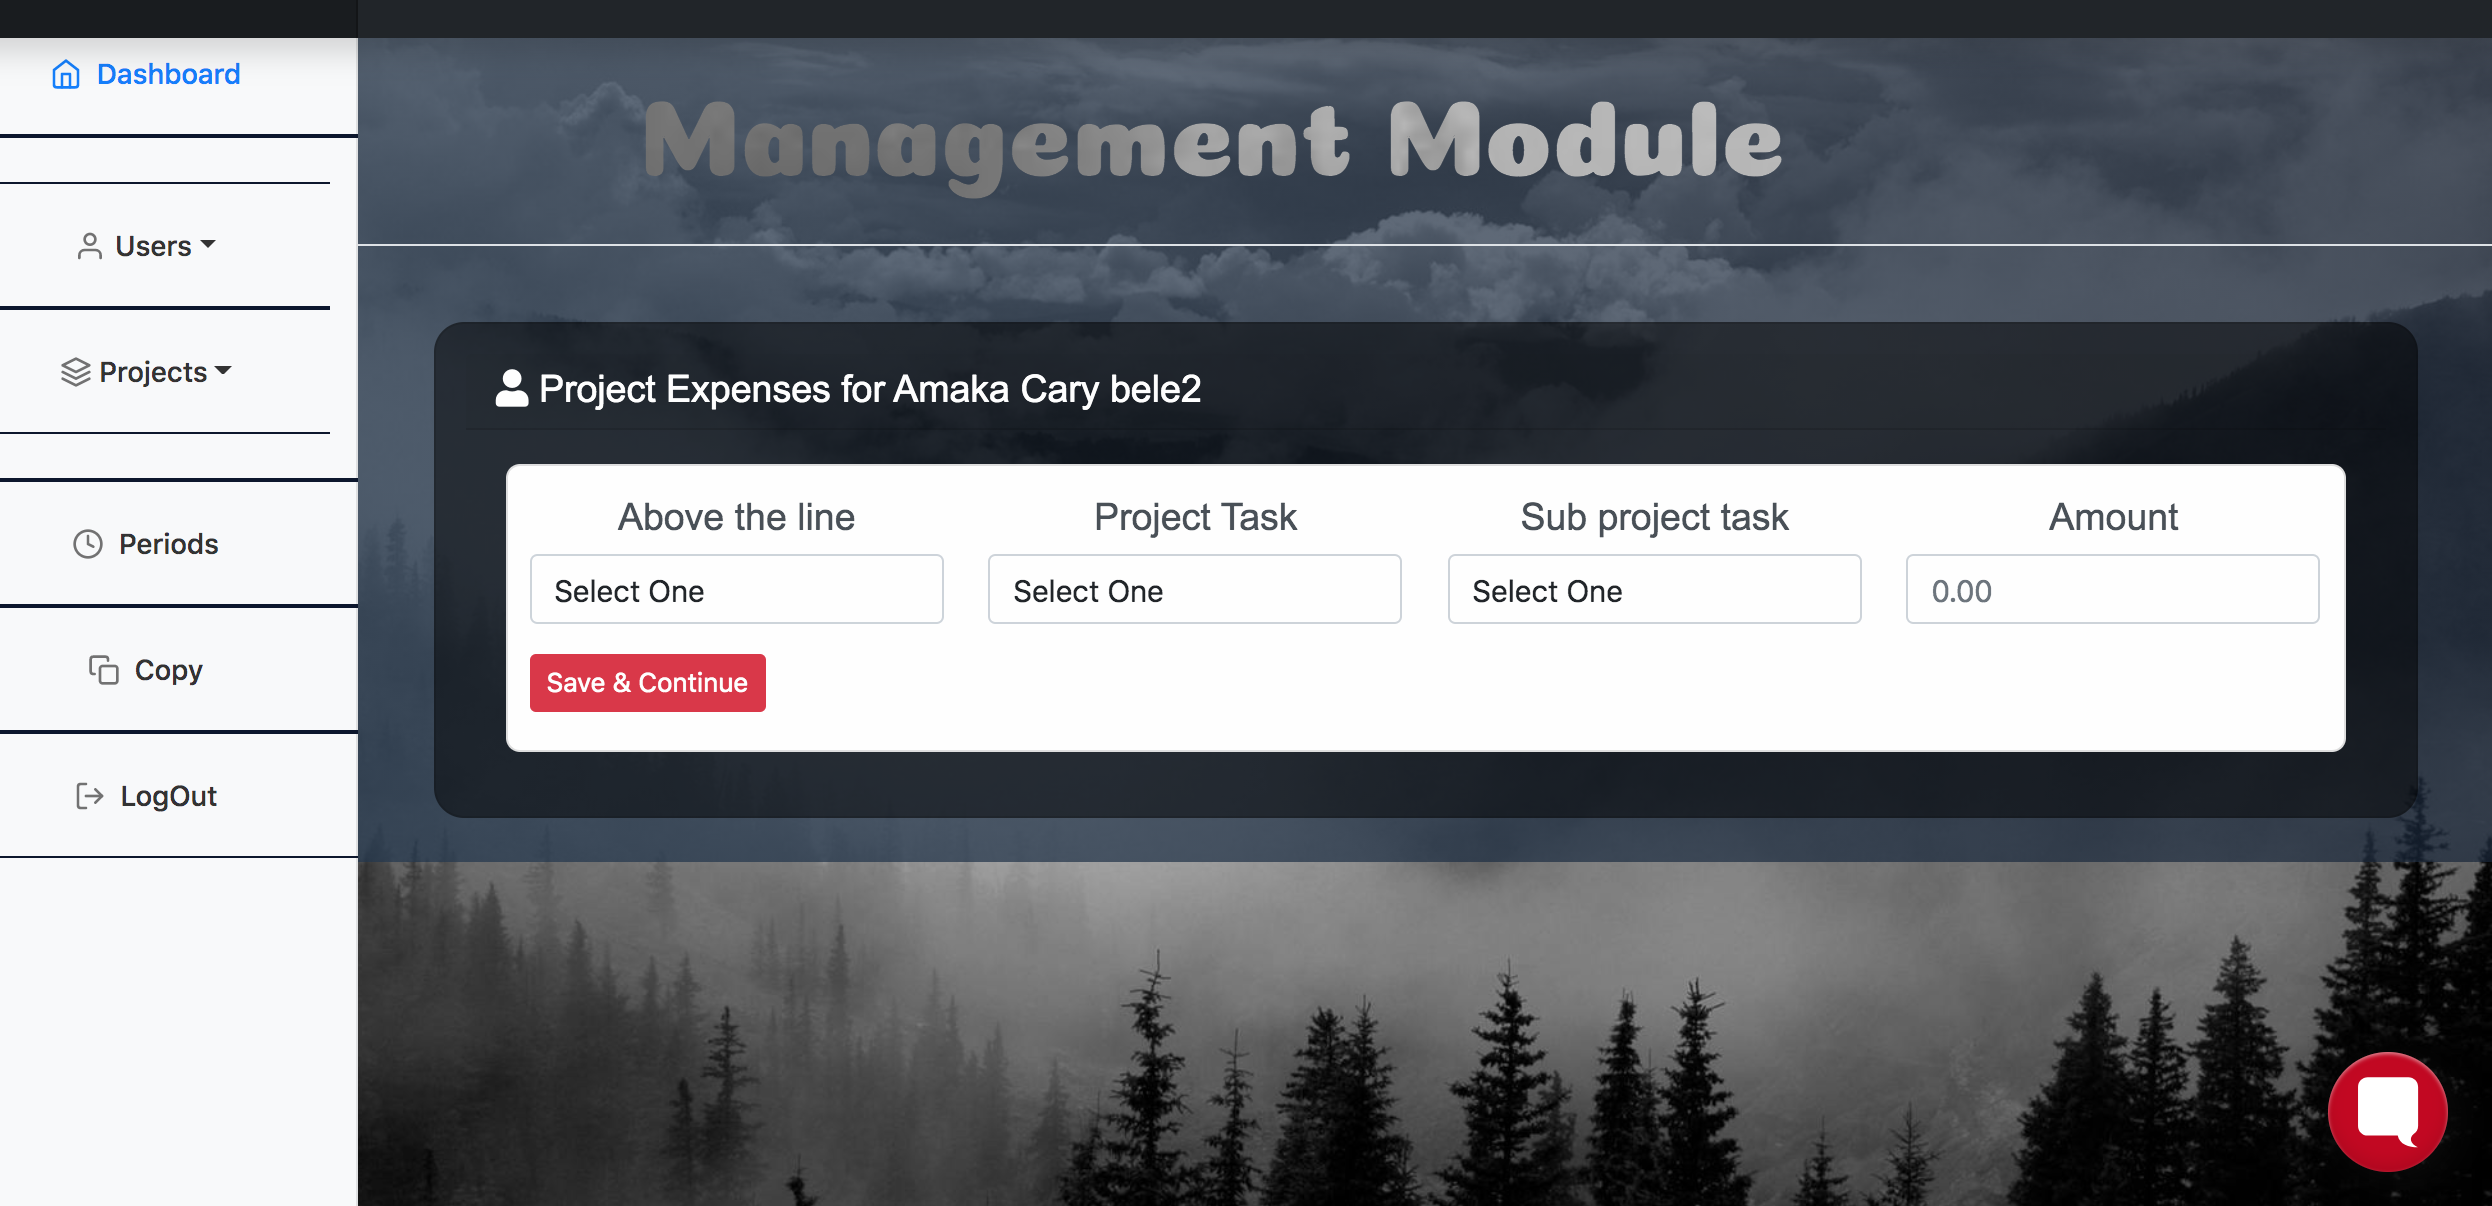 Dashboard
Users
Projects
Periods
Copy
LogOut
Management Module
Project Expenses for Amaka Cary bele2
Above the line
Project Task
Sub project task
Amount
Select One
Select One
Select One
0.00
Save & Continue